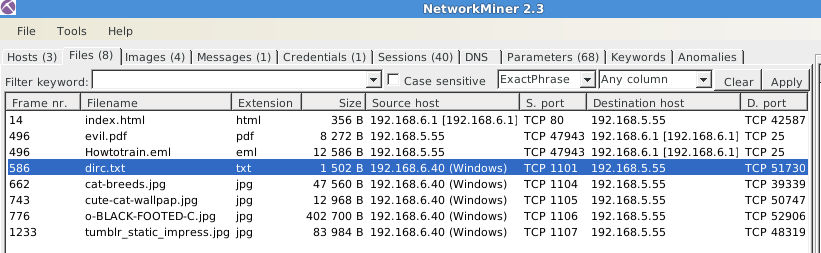 NetworkMiner 2.3
File Tools Help
Hosts (3) Files (8) Images (4) Messages (1) Credentials (1) Sessions (40) DNS Parameters (68) Keywords Anomalies
Filter keyword: Case sensitive ExactPhrase Any column Clear Apply
Frame nr. Filename Extension Size Source host S. port Destination host D. port
14 index.html html 356 B 192.168.6.1 [192.168.6.1] TCP 80 192.168.5.55 TCP 42587
496 evil.pdf pdf 8 272 B 192.168.5.55 TCP 47943 192.168.6.1 [192.168.6.1] TCP 25
496 Howtotrain.eml eml 12 586 B 192.168.5.55 TCP 47943 192.168.6.1 [192.168.6.1] TCP 25
586 dirc.txt txt 1 502 B 192.168.6.40 (Windows) TCP 1101 192.168.5.55 TCP 51730
662 cat-breeds.jpg jpg 47 560 B 192.168.6.40 (Windows) TCP 1104 192.168.5.55 TCP 39339
743 cute-cat-wallpap.jpg jpg 12 968 B 192.168.6.40 (Windows) TCP 1105 192.168.5.55 TCP 50747
776 o-BLACK-FOOTED-C.jpg jpg 402 700 B 192.168.6.40 (Windows) TCP 1106 192.168.5.55 TCP 52906
1233 tumblr_static_impress.jpg jpg 83 984 B 192.168.6.40 (Windows) TCP 1107 192.168.5.55 TCP 48319